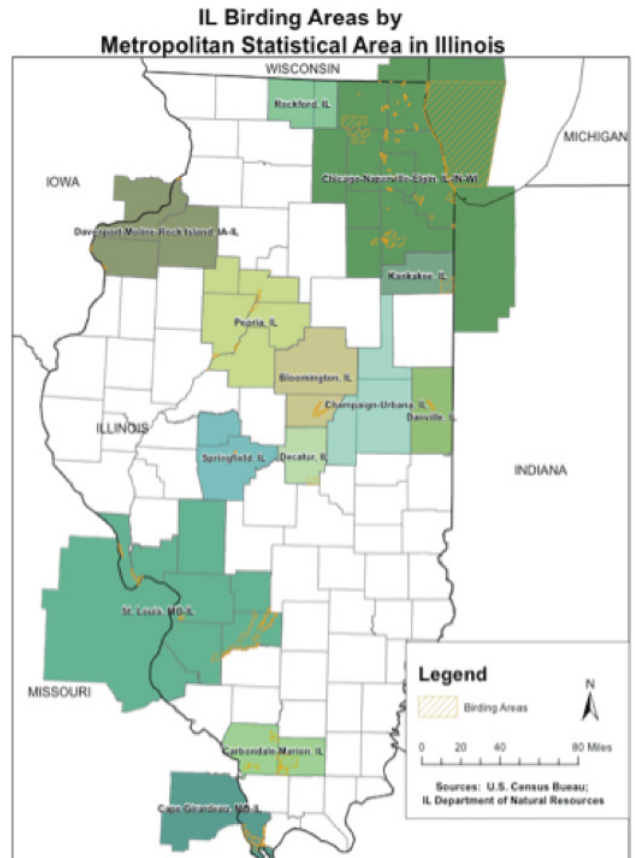 IL Birding Areas by
Metropolitan Statistical Area in Illinois
WISCONSIN
Rockford, IL
MICHIGAN
IOWA
Chicago-Naperville-Elgin, IL-IN-WI
Davenport-Moline-Rock Island, IA-IL
Kankakee, IL
Peoria, IL
Bloomington, IL
Champaign-Urbana, IL
Danville, IL
ILLINOIS
Springfield, IL
Decatur, IL
INDIANA
St. Louis, MO-IL
MISSOURI
Legend
N
Birding Areas
0 20 40 80 Miles
Sources: U.S. Census Bueau;
IL Department of Natural Resources
Carbondale-Marion, IL
Cape Girardeau, MO-IL